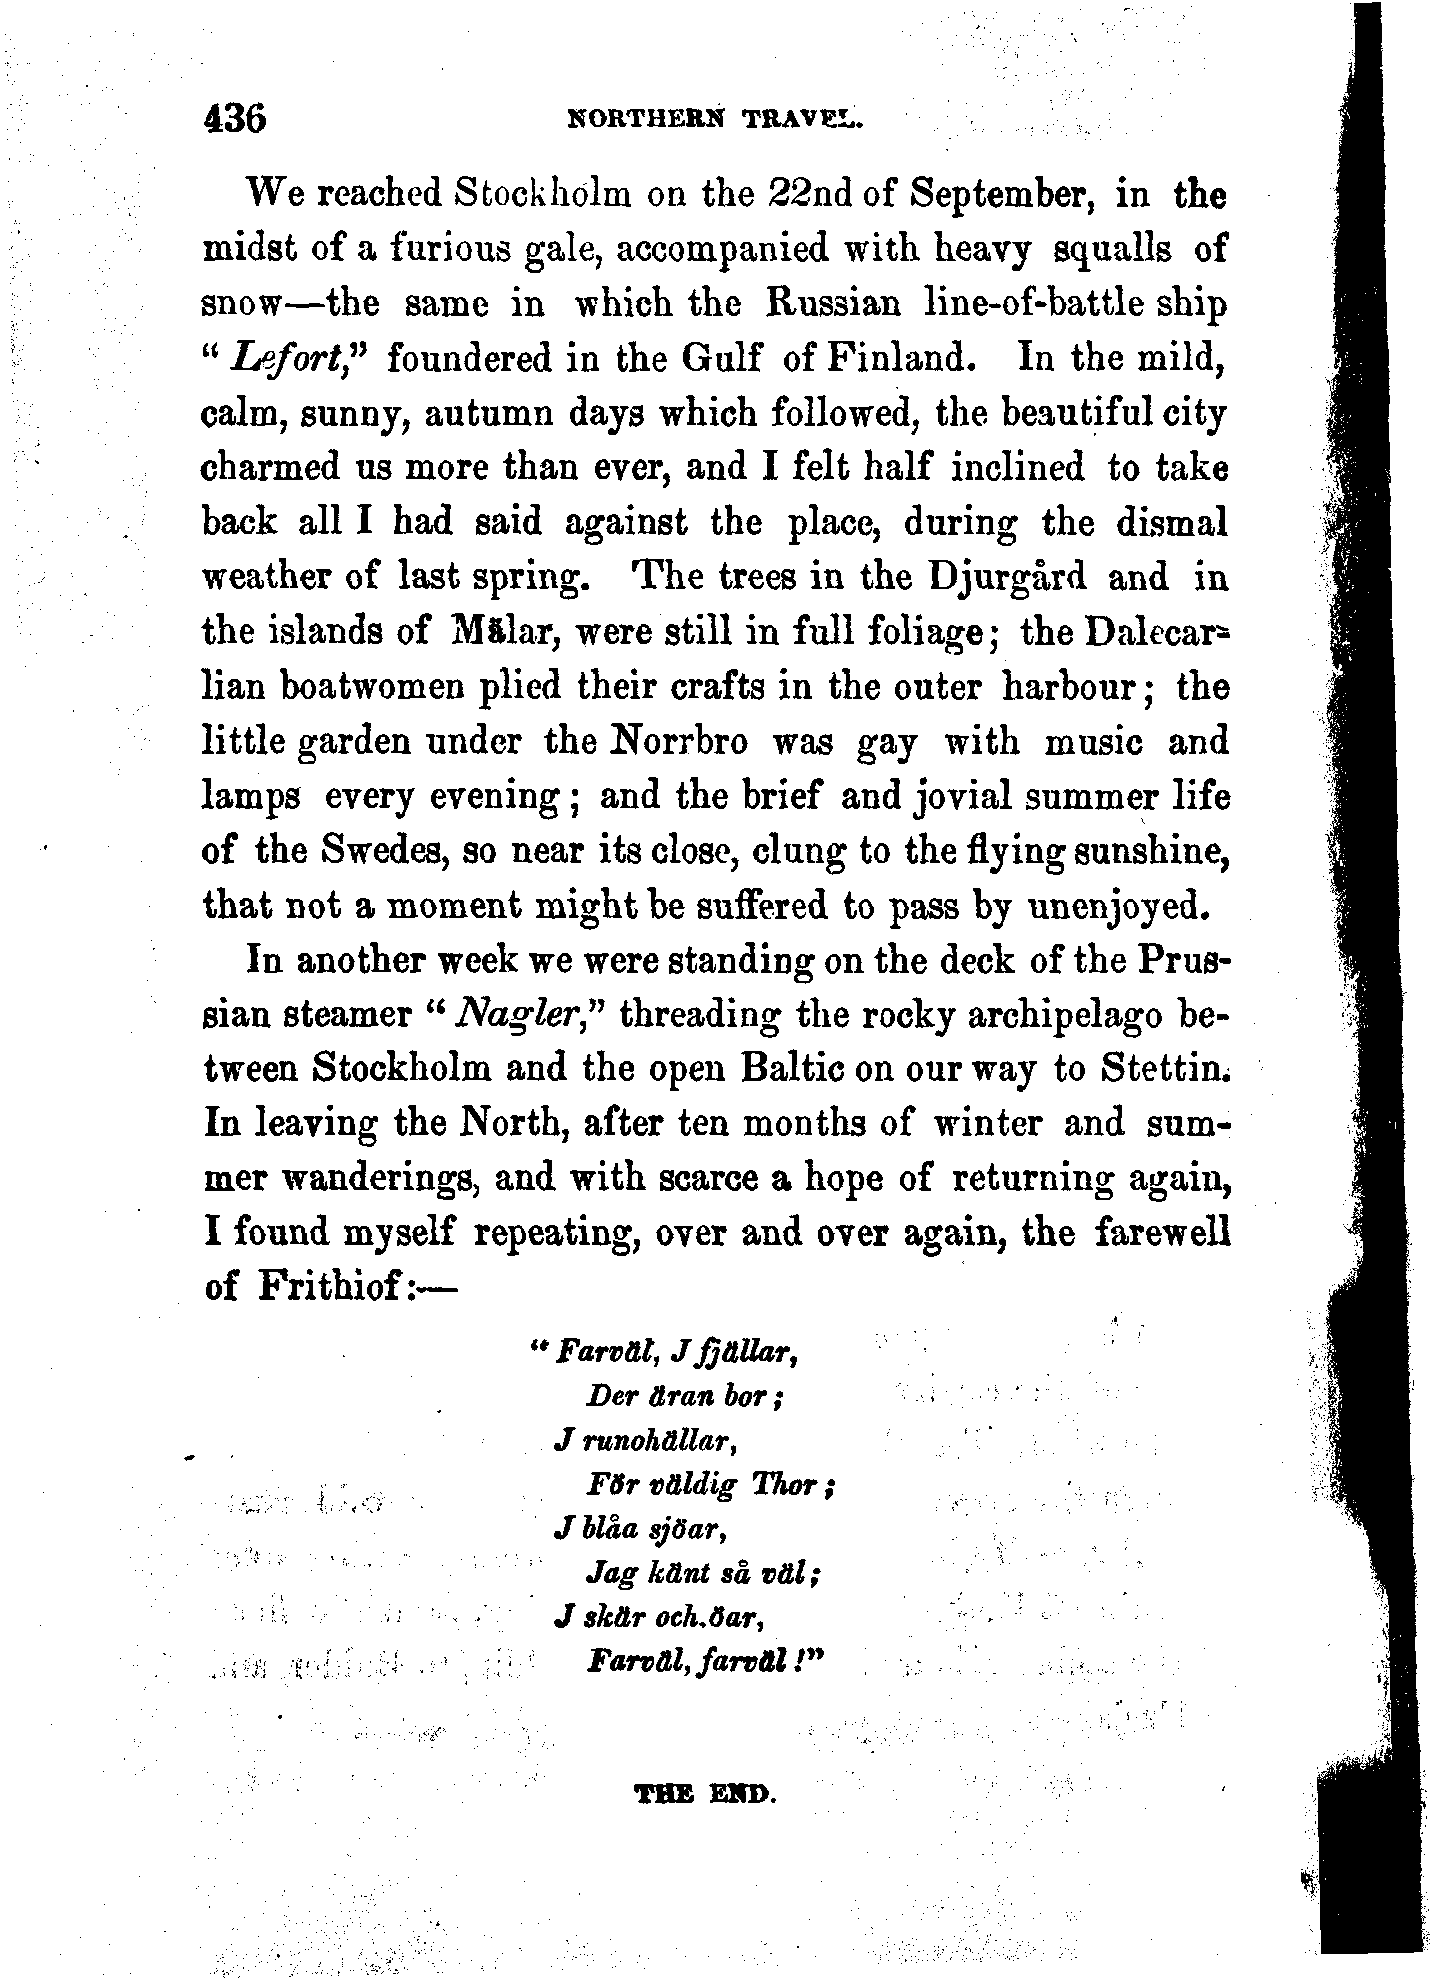 436 NORTHERN TRAVEL.
We reached Stockholm on the 22nd of September, in the
midst of a furious gale, accompanied with heavy squalls of
snow—the same in which the Russian line-of-battle ship
“Lefort,” foundered in the Gulf of Finland. In the mild,
calm, sunny, autumn days which followed, the beautiful city
charmed us more than ever, and I felt half inclined to take
back all I had said against the place, during the dismal
weather of last spring. The trees in the Djurgård and in
the islands of Mälar, were still in full foliage; the Dalecar-
lian boatwomen plied their crafts in the outer harbour; the
little garden under the Norrbro was gay with music and
lamps every evening; and the brief and jovial summer life
of the Swedes, so near its close, clung to the flying sunshine,
that not a moment might be suffered to pass by unenjoyed.
In another week we were standing on the deck of the Prus-
sian steamer “Nagler,” threading the rocky archipelago be-
tween Stockholm and the open Baltic on our way to Stettin.
In leaving the North, after ten months of winter and sum-
mer wanderings, and with scarce a hope of returning again,
I found myself repeating, over and over again, the farewell
of Frithiof:—
“Farväl, J fjällar,
Der äran bor;
J runohällar,
För väldig Thor;
J blåa sjöar,
Jag känt så väl;
J skär och öar,
Farväl, farväl!”
THE END.